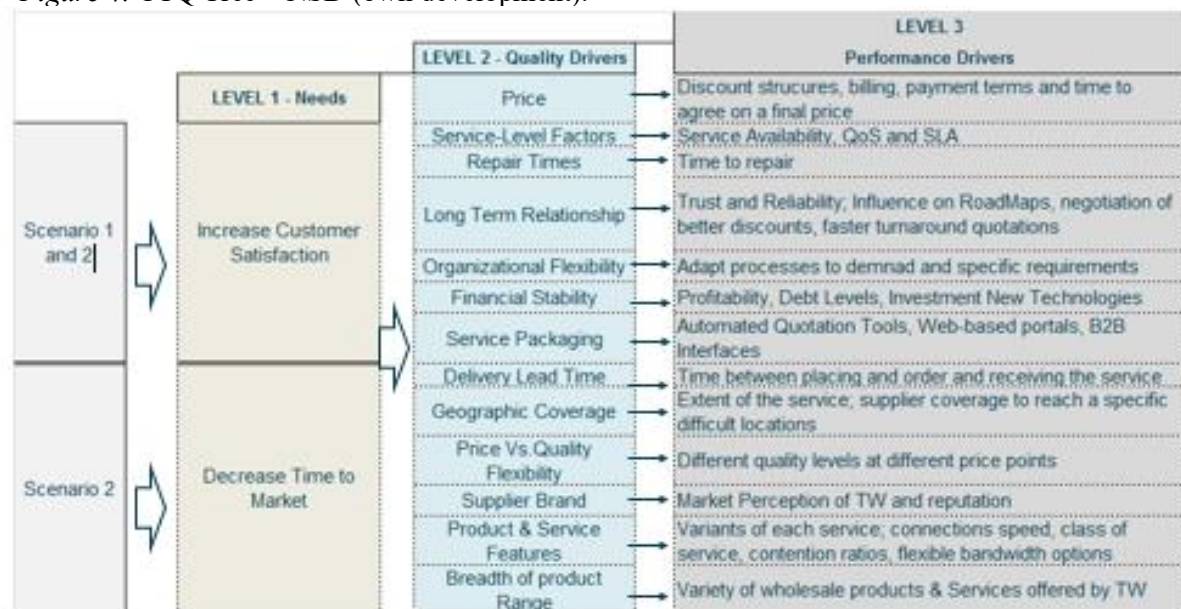 LEVEL 3
Performance Drivers
LEVEL 2 - Quality Drivers
LEVEL 1 - Needs
Price
Discount strucures, billing, payment terms and time to
agree on a final price
Service-Level Factors
Service Availability, QoS and SLA
Repair Times
Time to repair
Scenario 1
and 2
Increase Customer
Satisfaction
Long Term Relationship
Trust and Reliability; Influence on RoadMaps, negotiation of
better discounts, faster turnaround quotations
Organizational Flexibility
Adapt processes to demnad and specific requirements
Financial Stability
Profitability, Debt Levels, Investment New Technologies
Service Packaging
Automated Quotation Tools, Web-based portals, B2B
Interfaces
Delivery Lead Time
Time between placing and order and receiving the service
Geographic Coverage
Extent of the service; supplier coverage to reach a specific
difficult locations
Scenario 2
Decrease Time to
Market
Price Vs.Quality
Flexibility
Different quality levels at different price points
Supplier Brand
Market Perception of TW and reputation
Product & Service
Features
Variants of each service; connections speed, class of
service, contention ratios, flexible bandwidth options
Breadth of product
Range
Variety of wholesale products & Services offered by TW